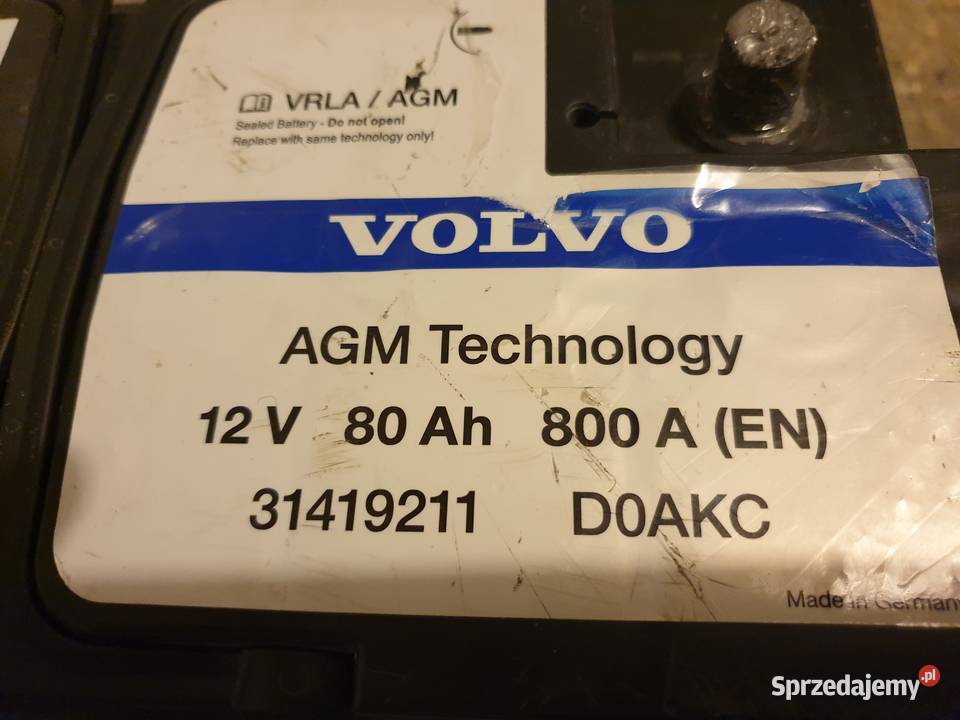 VRLA / AGM
Sealed Battery - Do not open!
Replace with same technology only!
VOLVO
AGM Technology
12 V 80 Ah 800 A (EN)
31419211 D0AKC
Made in Germany
Sprzedajemy.pl